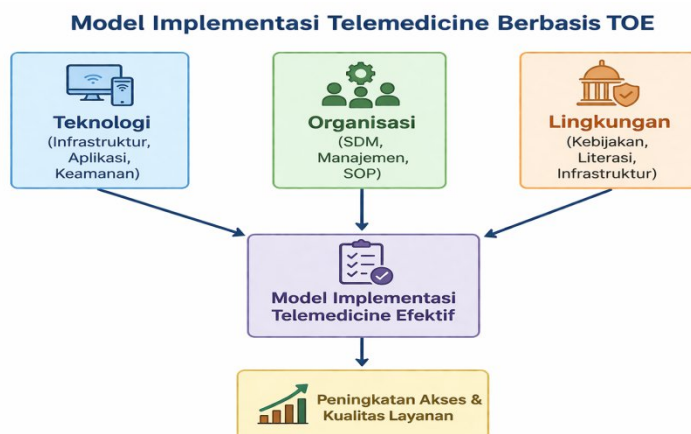 Model Implementasi Telemedicine Berbasis TOE
Teknologi
(Infrastruktur,
Aplikasi,
Keamanan)
Organisasi
(SDM,
Manajemen,
SOP)
Lingkungan
(Kebijakan,
Literasi,
Infrastruktur)
Model Implementasi
Telemedicine Efektif
Peningkatan Akses &
Kualitas Layanan